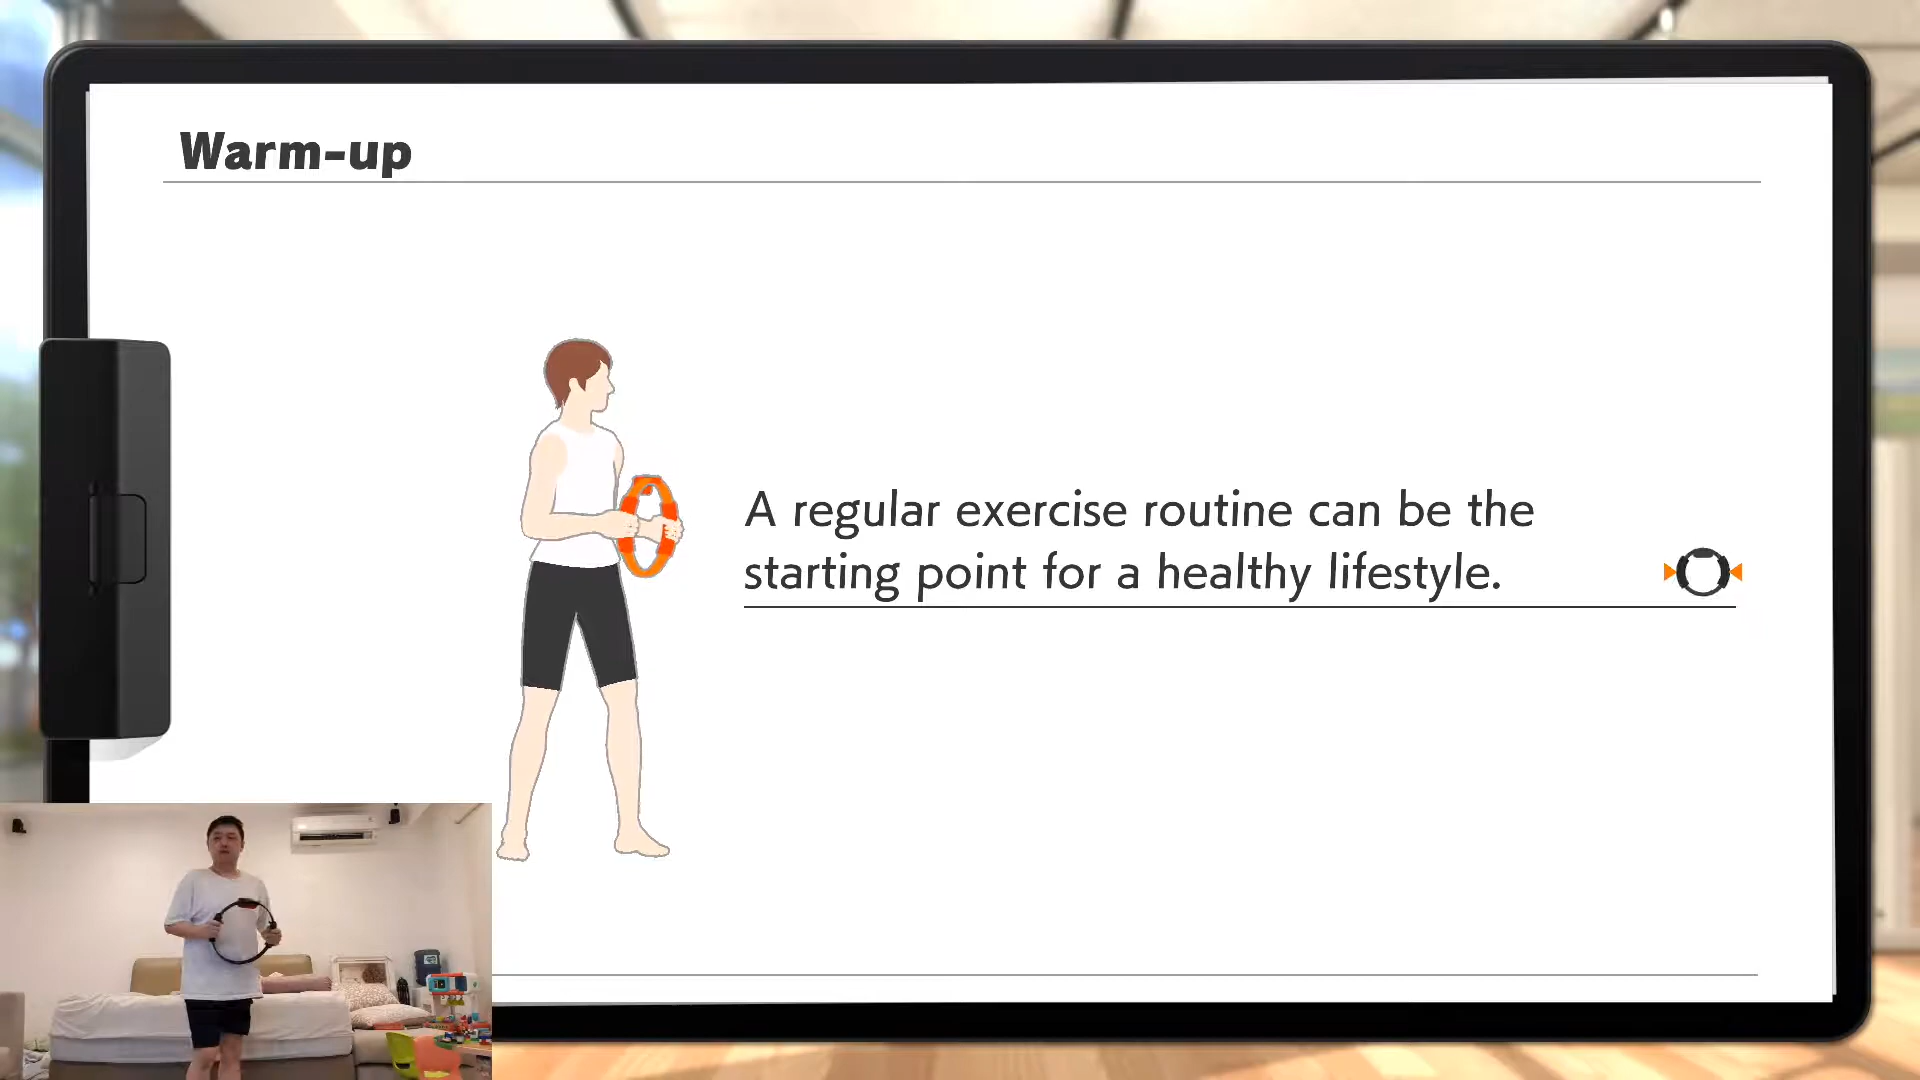 Warm-up
A regular exercise routine can be the
starting point for a healthy lifestyle.